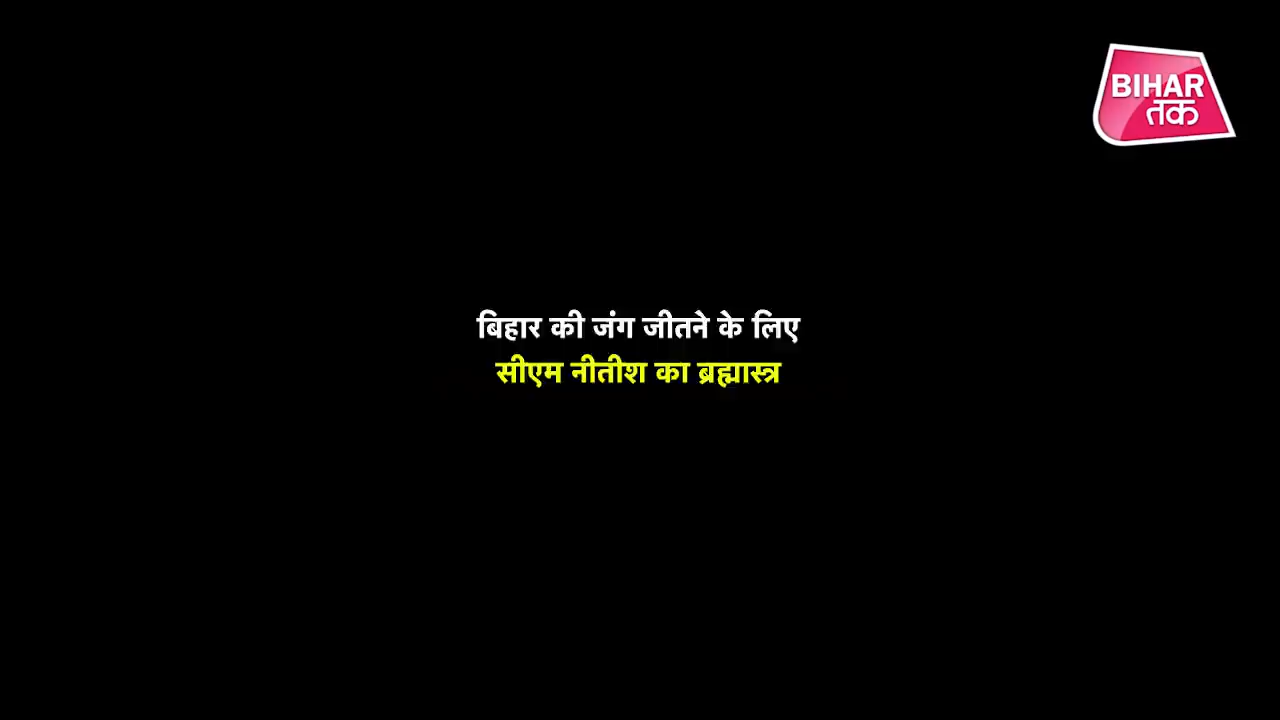 BIHAR
तक
बिहार की जंग जीतने के लिए
सीएम नीतीश का ब्रह्मास्त्र